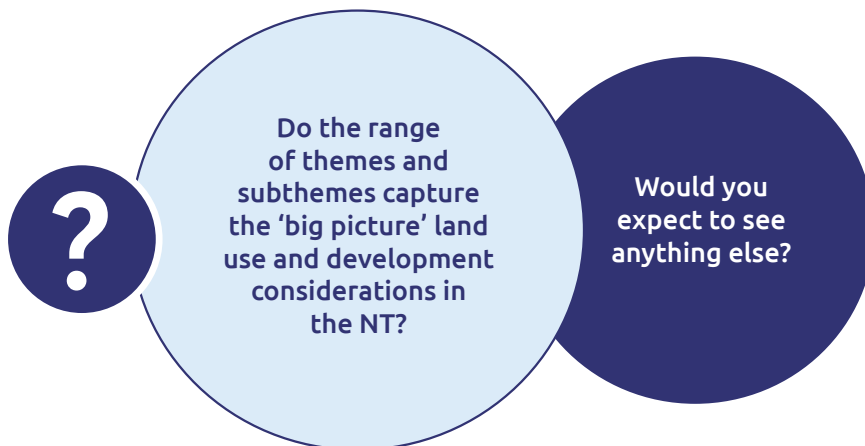 ?
Do the range
of themes and
subthemes capture
the ‘big picture’ land
use and development
considerations in
the NT?
Would you
expect to see
anything else?